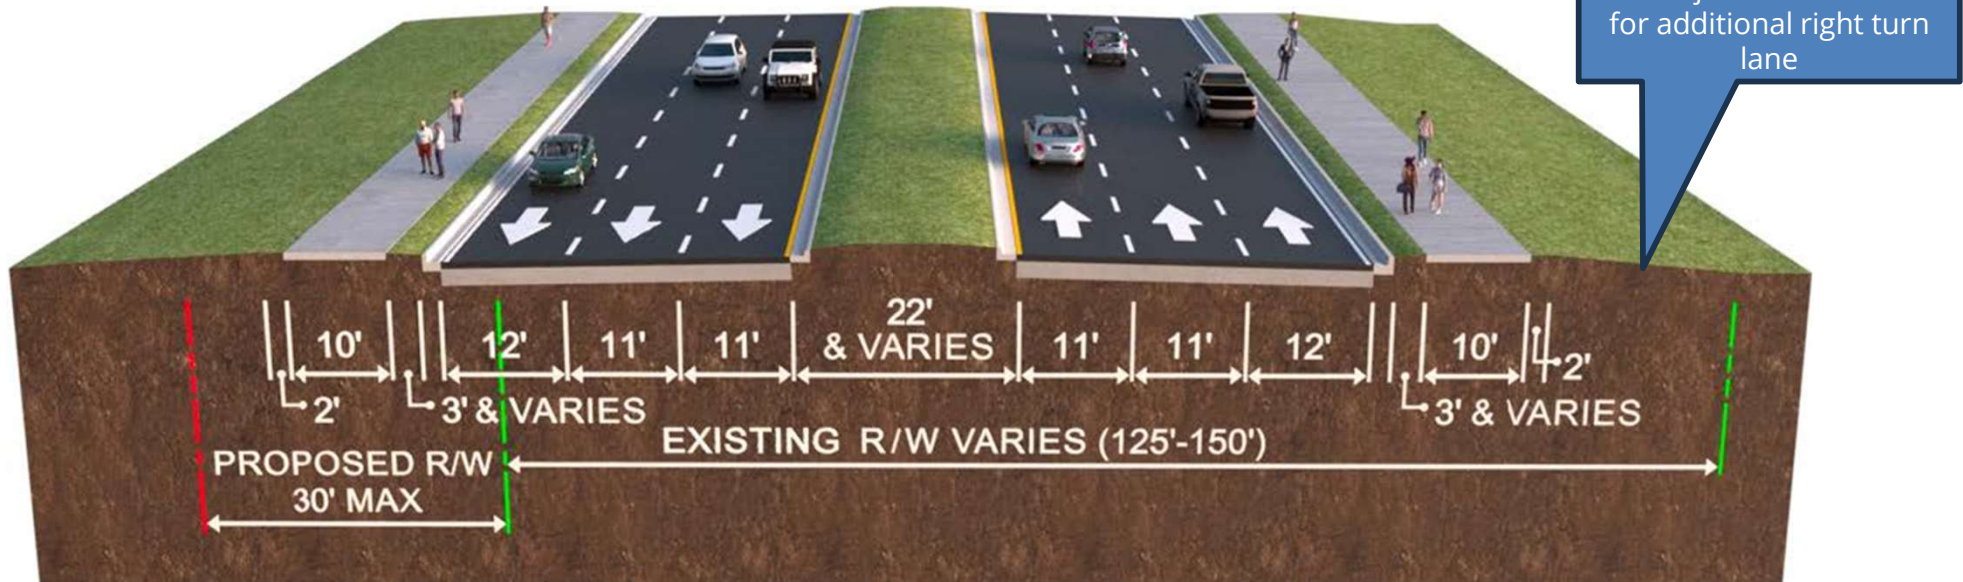 for additional right turn
lane
10'
12'
11'
11'
22'
& VARIES
11'
11'
12'
10'
2'
2'
3' & VARIES
3' & VARIES
EXISTING R/W VARIES (125'-150')
PROPOSED R/W
30' MAX